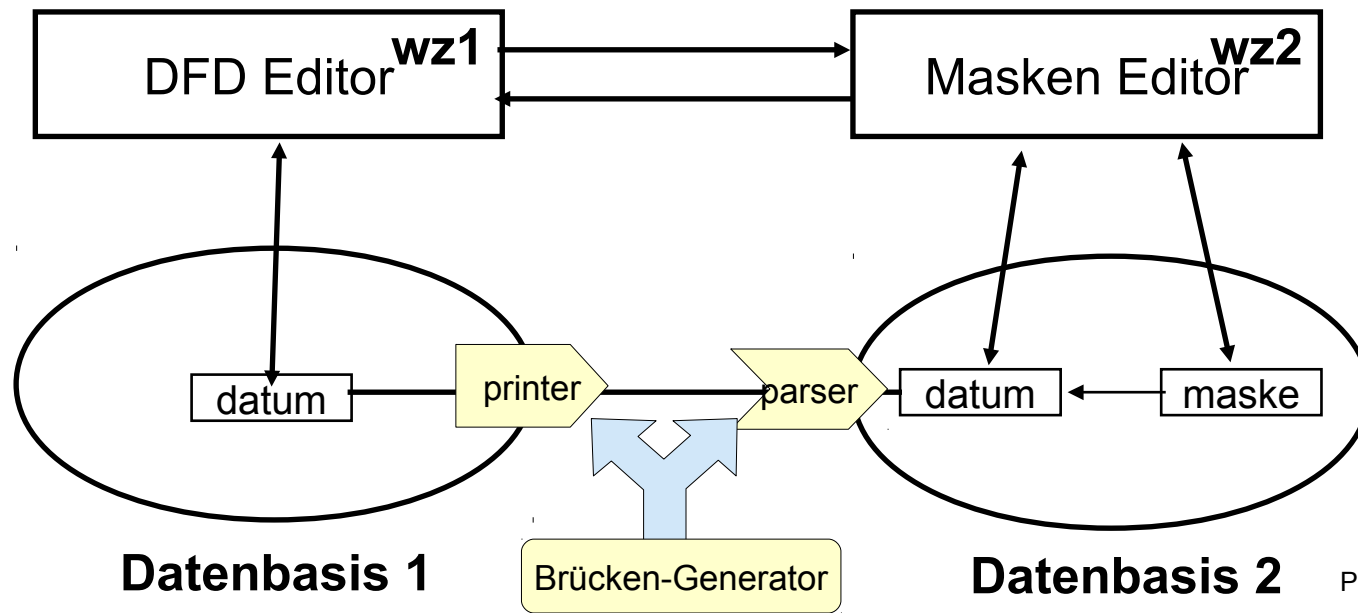 wz1
DFD Editor
wz2
Masken Editor
datum
printer
parser
datum
maske
Datenbasis 1
Brücken-Generator
Datenbasis 2
P